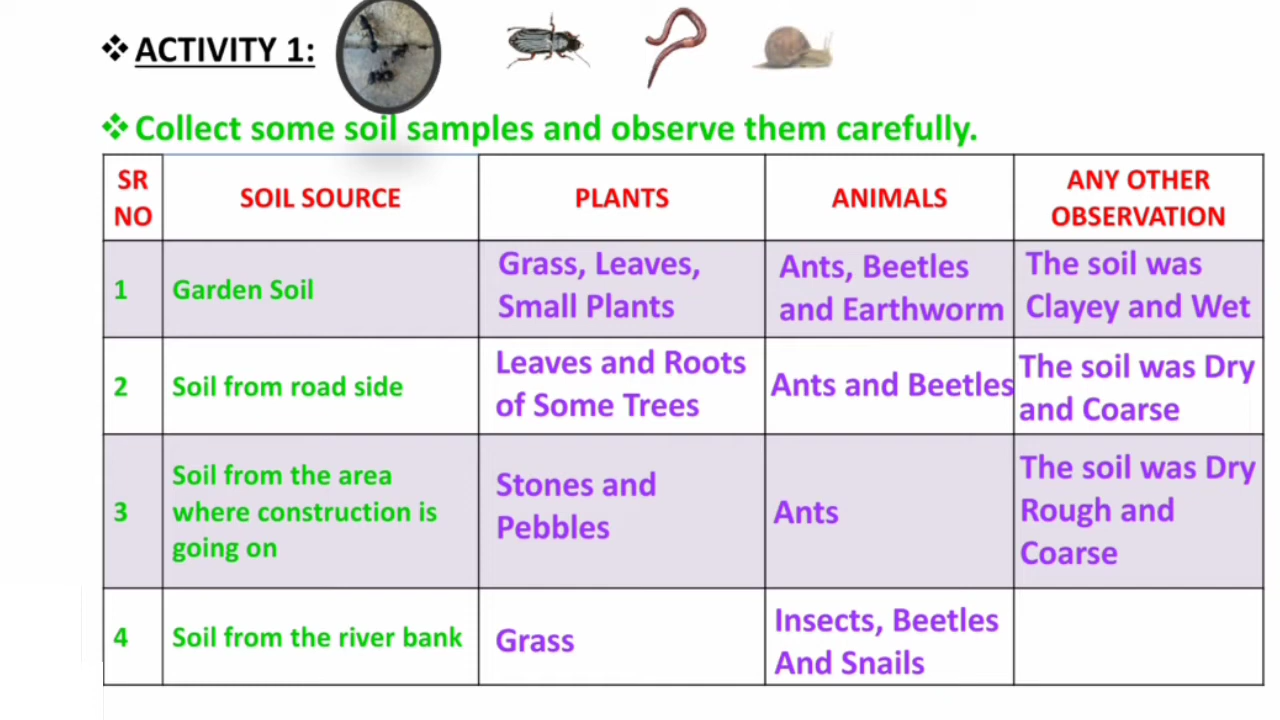 ❖ACTIVITY 1:
❖Collect some soil samples and observe them carefully.
SR
NO
SOIL SOURCE
PLANTS
ANIMALS
ANY OTHER
OBSERVATION
1
Garden Soil
Grass, Leaves,
Small Plants
Ants, Beetles
and Earthworm
The soil was
Clayey and Wet
2
Soil from road side
Leaves and Roots
of Some Trees
Ants and Beetles
The soil was Dry
and Coarse
3
Soil from the area
where construction is
going on
Stones and
Pebbles
Ants
The soil was Dry
Rough and
Coarse
4
Soil from the river bank
Grass
Insects, Beetles
And Snails